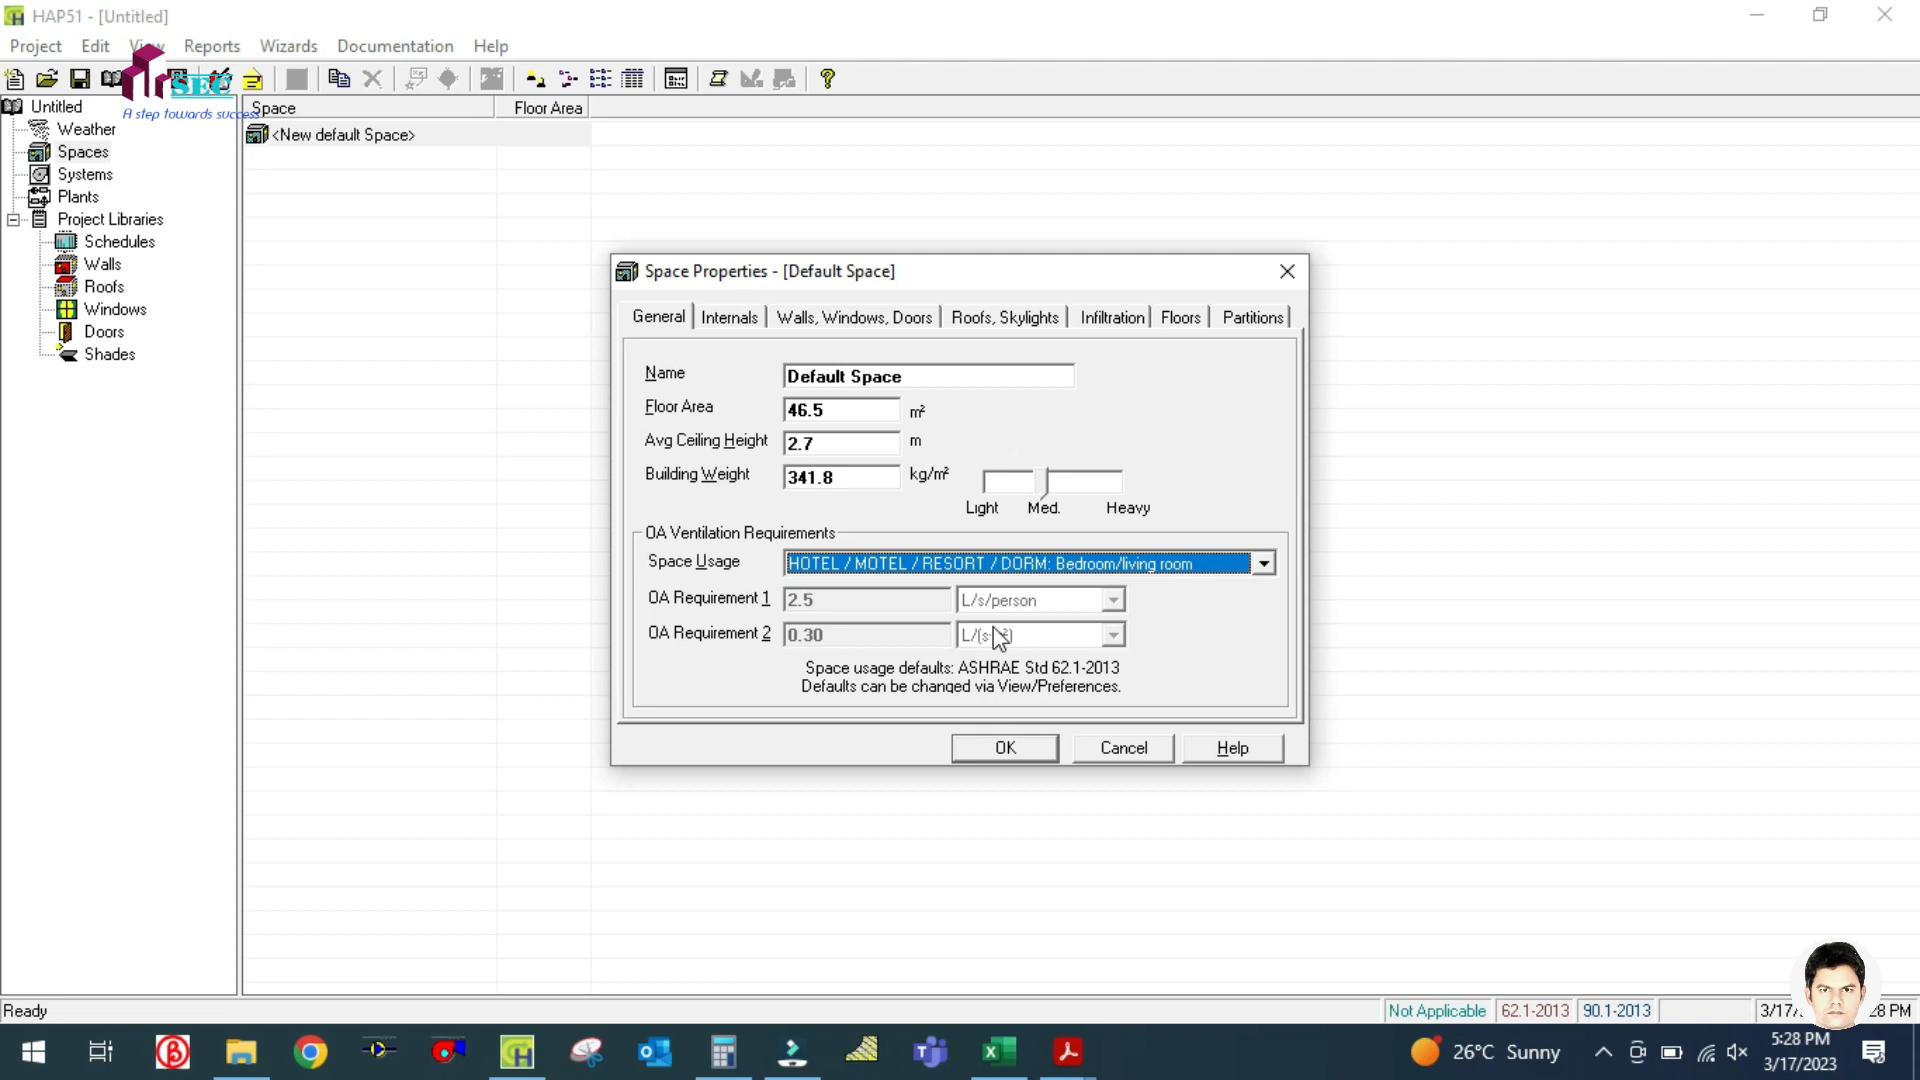 HAP51 - [Untitled]
Project Edit View Reports Wizards Documentation Help
SEC
A step towards success
Untitled
Weather
Spaces
Systems
Plants
Project Libraries
Schedules
Walls
Roofs
Windows
Doors
Shades
Space Floor Area
<New default Space>
Space Properties - [Default Space]
General Internals Walls, Windows, Doors Roofs, Skylights Infiltration Floors Partitions
Name Default Space
Floor Area 46.5 m²
Avg Ceiling Height 2.7 m
Building Weight 341.8 kg/m²
Light Med. Heavy
OA Ventilation Requirements
Space Usage HOTEL / MOTEL / RESORT / DORM: Bedroom/living room
OA Requirement 1 2.5 L/s/person
OA Requirement 2 0.30
Space usage defaults: ASHRAE Std 62.1-2013
Defaults can be changed via View/Preferences.
OK Cancel Help
Ready Not Applicable 62.1-2013 90.1-2013
26°C Sunny
5:28 PM
3/17/2023